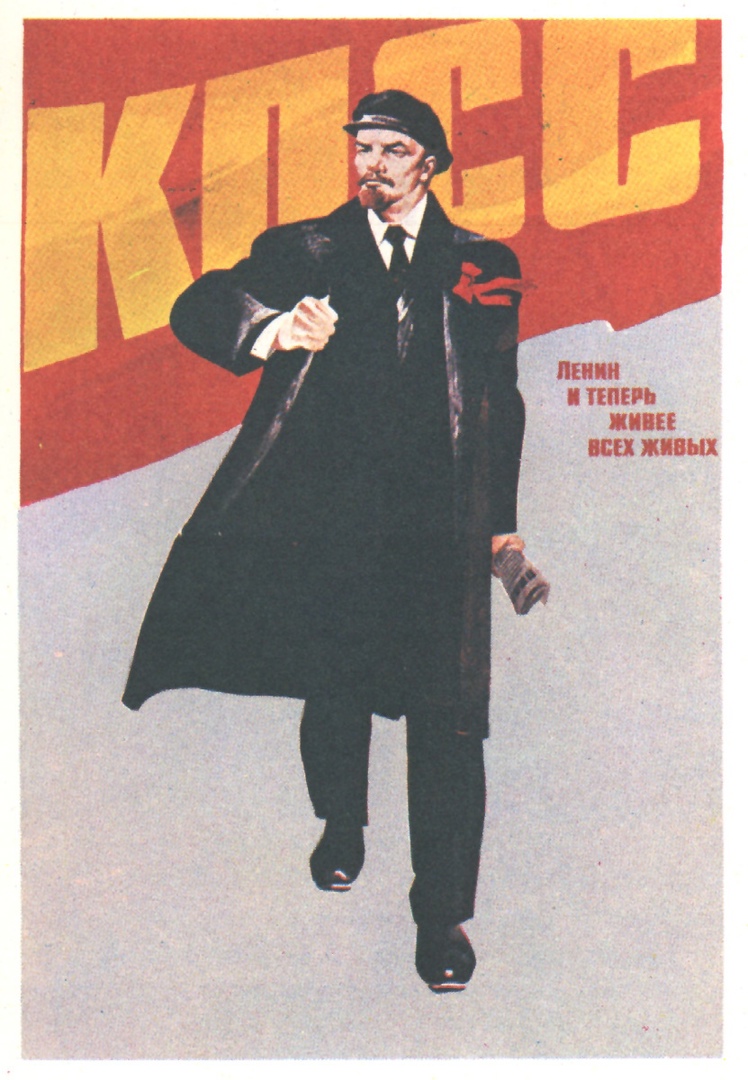 КПСС
Ленин
и теперь
живее
всех живых